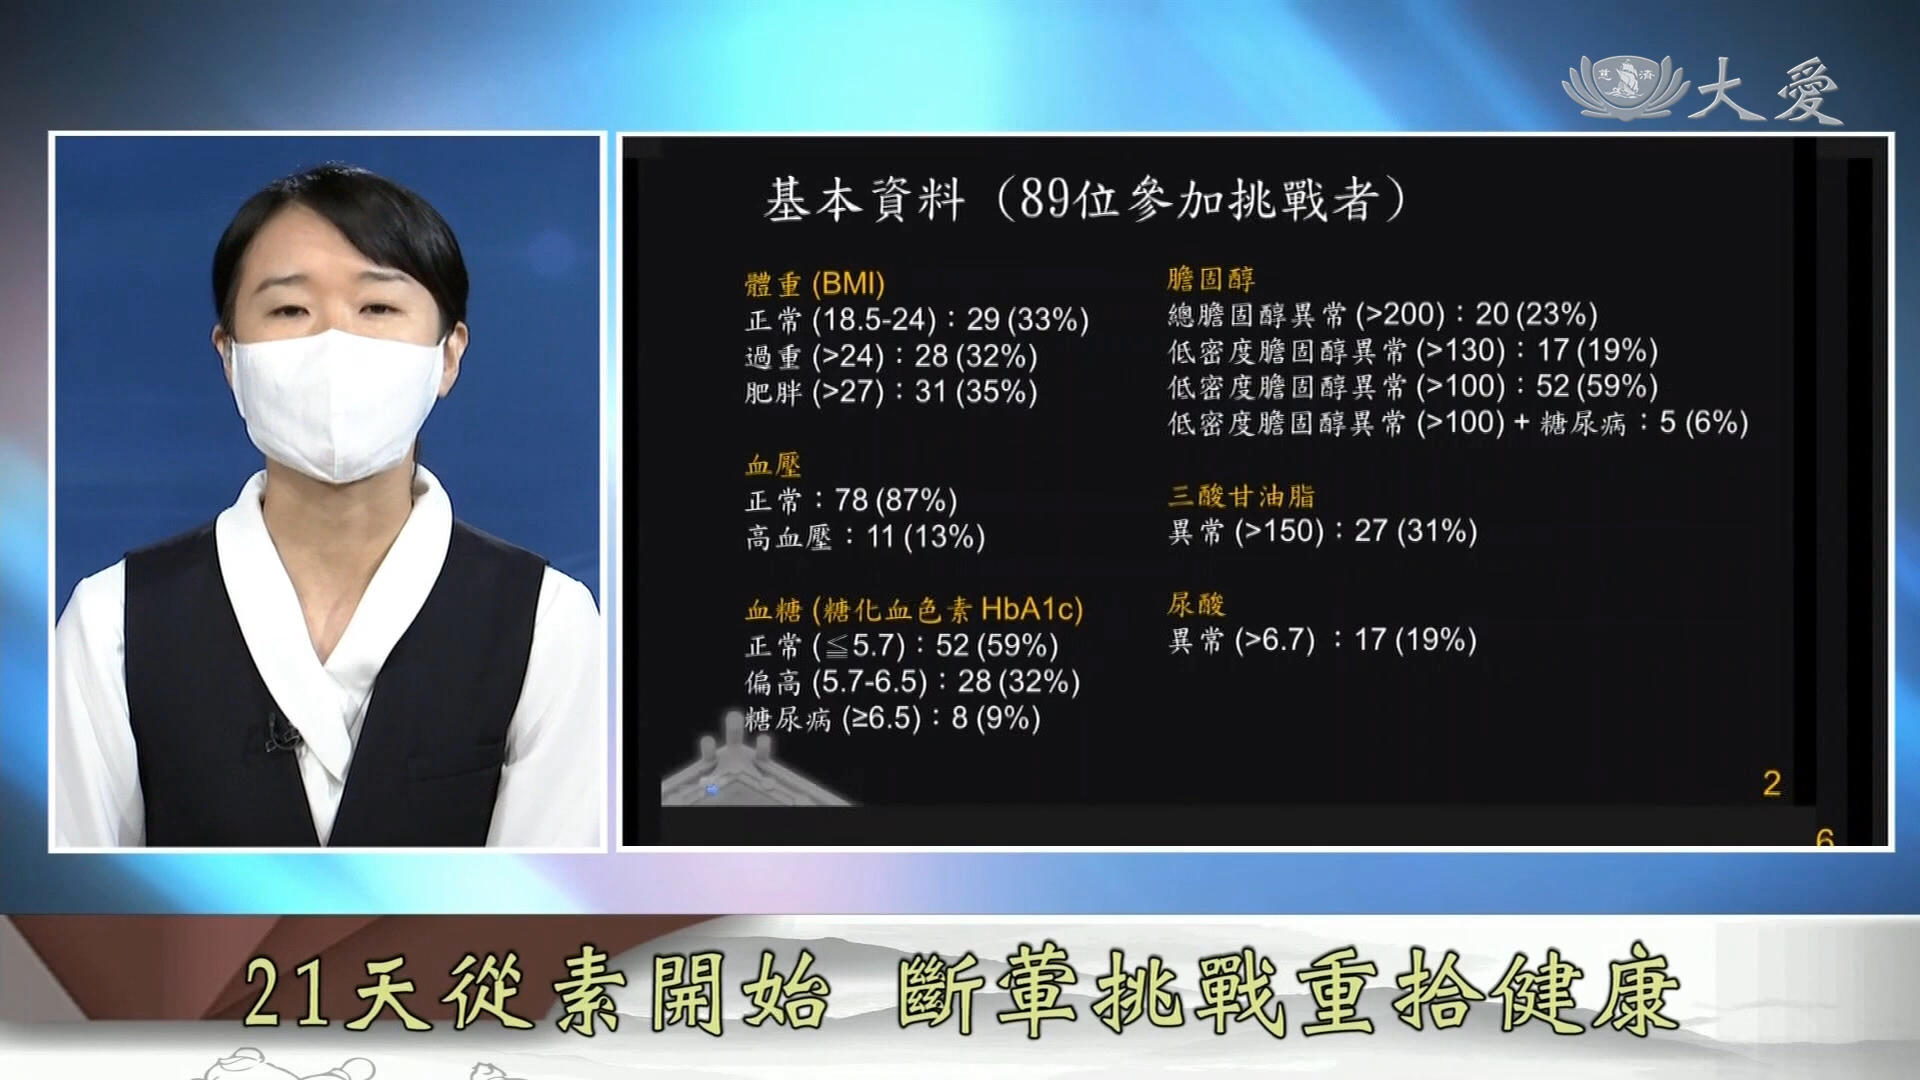 慈濟
大愛
基本資料（89位參加挑戰者）
體重 (BMI)
正常 (18.5-24)：29 (33%)
過重 (>24)：28 (32%)
肥胖 (>27)：31 (35%)
血壓
正常：78 (87%)
高血壓：11 (13%)
血糖 (糖化血色素 HbA1c)
正常 (≦5.7)：52 (59%)
偏高 (5.7-6.5)：28 (32%)
糖尿病 (≥6.5)：8 (9%)
膽固醇
總膽固醇異常 (>200)：20 (23%)
低密度膽固醇異常 (>130)：17 (19%)
低密度膽固醇異常 (>100)：52 (59%)
低密度膽固醇異常 (>100) + 糖尿病：5 (6%)
三酸甘油脂
異常 (>150)：27 (31%)
尿酸
異常 (>6.7) ：17 (19%)
2
6
21天從素開始 斷葷挑戰重拾健康